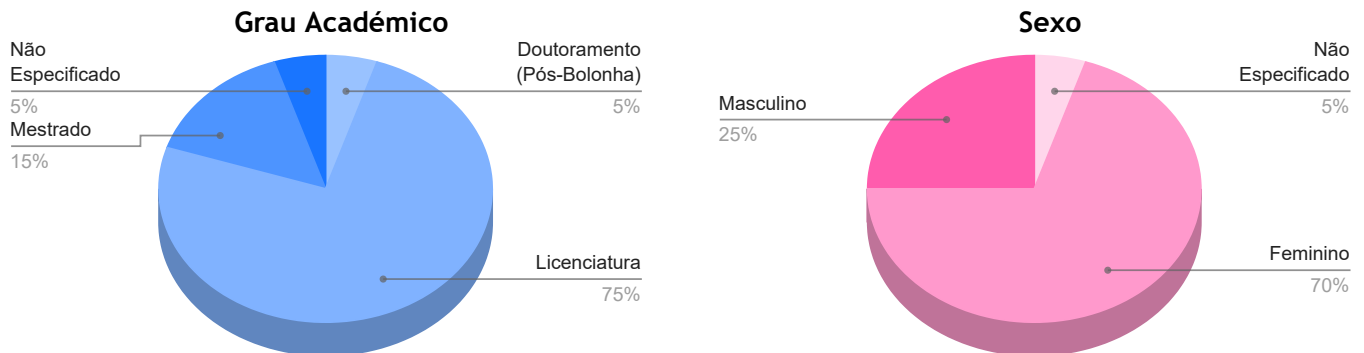 Grau Académico
Não
Especificado
5%
Mestrado
15%
Doutoramento
(Pós-Bolonha)
5%
Licenciatura
75%
Sexo
Masculino
25%
Não
Especificado
5%
Feminino
70%